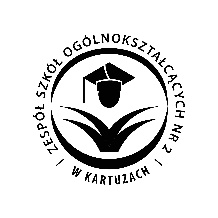 ZESPÓŁ SZKÓŁ OGÓLNOKSZTAŁCĄCYCH NR 2
W KARTUZACH